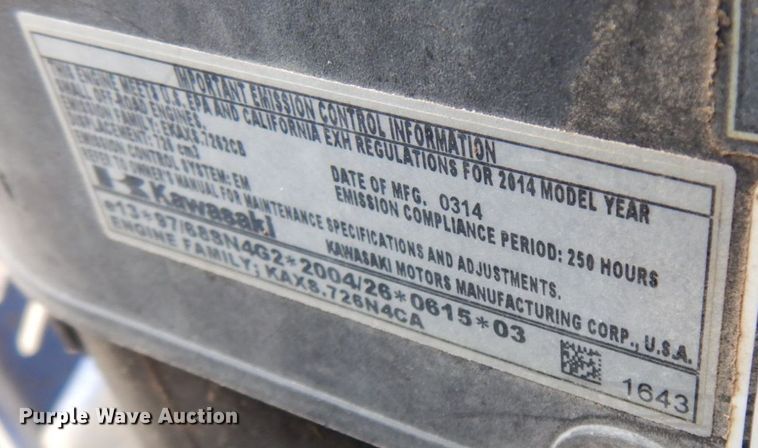 IMPORTANT EMISSION CONTROL INFORMATION
THIS ENGINE MEETS U.S. EPA AND CALIFORNIA EXH REGULATIONS FOR 2014 MODEL YEAR
SMALL OFF-ROAD ENGINES
EMISSION FAMILY: EKAXS.7262CB
DISPLACEMENT: 726 cm3
DATE OF MFG. 0314
EMISSION CONTROL SYSTEM: EM
EMISSION COMPLIANCE PERIOD: 250 HOURS
REFER TO OWNER'S MANUAL FOR MAINTENANCE SPECIFICATIONS AND ADJUSTMENTS.
Kawasaki
KAWASAKI MOTORS MANUFACTURING CORP., U.S.A.
e13*97/68SN4G2*2004/26*0615*03
ENGINE FAMILY; KAXS.726N4CA
1643
Purple Wave Auction